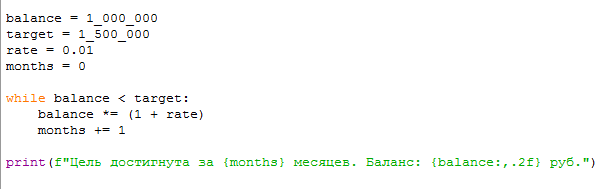 balance = 1_000_000
target = 1_500_000
rate = 0.01
months = 0

while balance < target:
    balance *= (1 + rate)
    months += 1

print(f"Цель достигнута за {months} месяцев. Баланс: {balance:,.2f} руб.")